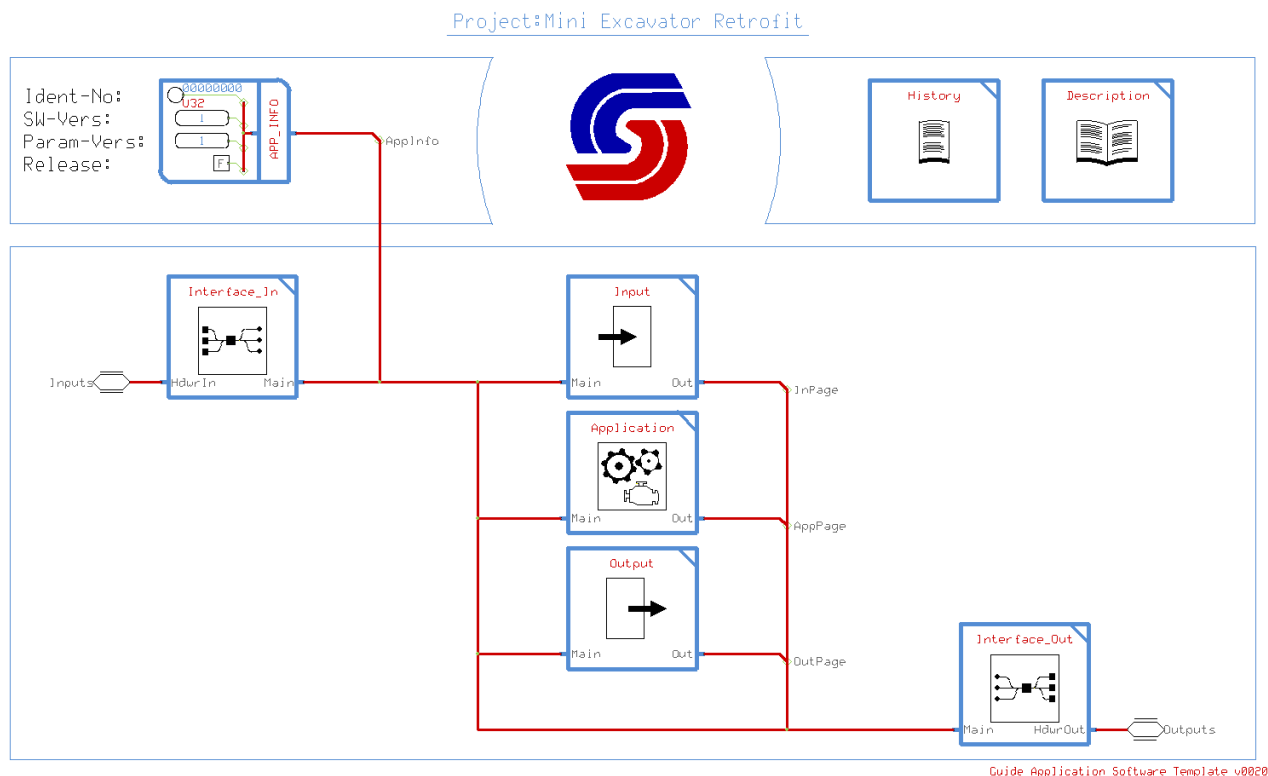 Project:Mini Excavator Retrofit
Ident-No:
SW-Vers:
Param-Vers:
Release:
00000000
U32
1
1
F
APP_INFO
AppInfo
History
Description
Interface_In
Inputs
HdwrIn
Main
Input
Main
Out
InPage
Application
Main
Out
AppPage
Output
Main
Out
OutPage
Interface_Out
Main
HdwrOut
Outputs
Guide Application Software Template v0020